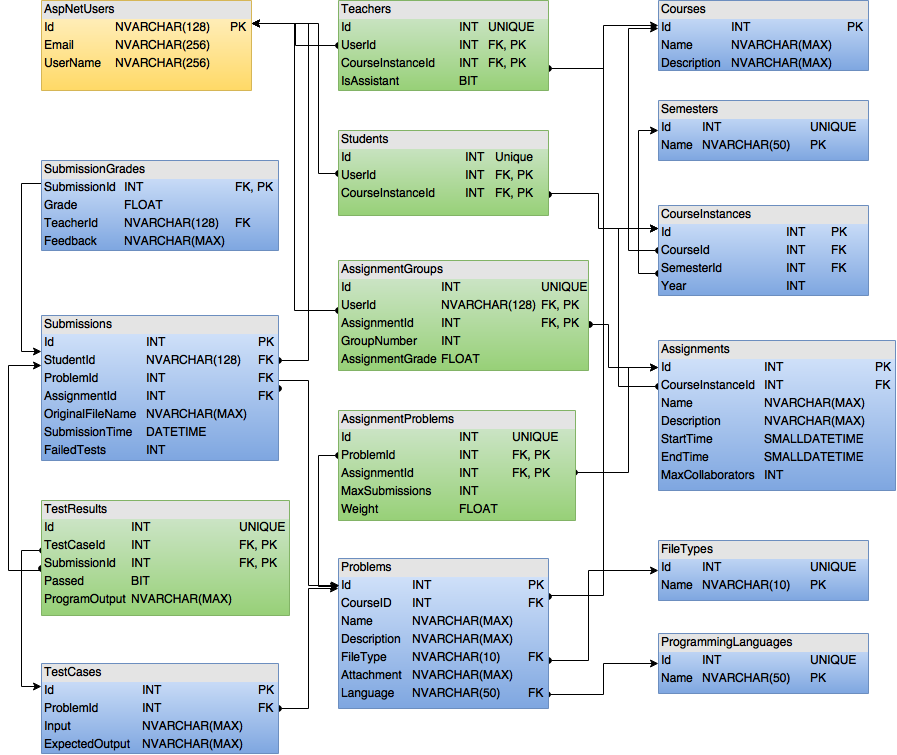 AspNetUsers
Id NVARCHAR(128) PK
Email NVARCHAR(256)
UserName NVARCHAR(256)
SubmissionGrades
SubmissionId INT FK, PK
Grade FLOAT
TeacherId NVARCHAR(128) FK
Feedback NVARCHAR(MAX)
Submissions
Id INT PK
StudentId NVARCHAR(128) FK
ProblemId INT FK
AssignmentId INT FK
OriginalFileName NVARCHAR(MAX)
SubmissionTime DATETIME
FailedTests INT
TestResults
Id INT UNIQUE
TestCaseId INT FK, PK
SubmissionId INT FK, PK
Passed BIT
ProgramOutput NVARCHAR(MAX)
TestCases
Id INT PK
ProblemId INT FK
Input NVARCHAR(MAX)
ExpectedOutput NVARCHAR(MAX)
Teachers
Id INT UNIQUE
UserId INT FK, PK
CourseInstanceId INT FK, PK
IsAssistant BIT
Students
Id INT Unique
UserId INT FK, PK
CourseInstanceId INT FK, PK
AssignmentGroups
Id INT UNIQUE
UserId NVARCHAR(128) FK, PK
AssignmentId INT FK, PK
GroupNumber INT
AssignmentGrade FLOAT
AssignmentProblems
Id INT UNIQUE
ProblemId INT FK, PK
AssignmentId INT FK, PK
MaxSubmissions INT
Weight FLOAT
Problems
Id INT PK
CourseID INT FK
Name NVARCHAR(MAX)
Description NVARCHAR(MAX)
FileType NVARCHAR(10) FK
Attachment NVARCHAR(MAX)
Language NVARCHAR(50) FK
Courses
Id INT PK
Name NVARCHAR(MAX)
Description NVARCHAR(MAX)
Semesters
Id INT UNIQUE
Name NVARCHAR(50) PK
CourseInstances
Id INT PK
CourseId INT FK
SemesterId INT FK
Year INT
Assignments
Id INT PK
CourseInstanceId INT FK
Name NVARCHAR(MAX)
Description NVARCHAR(MAX)
StartTime SMALLDATETIME
EndTime SMALLDATETIME
MaxCollaborators INT
FileTypes
Id INT UNIQUE
Name NVARCHAR(10) PK
ProgrammingLanguages
Id INT UNIQUE
Name NVARCHAR(50) PK